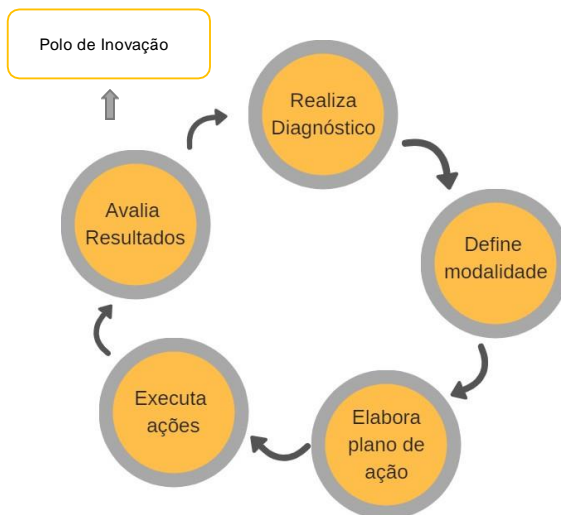 Polo de Inovação
Realiza
Diagnóstico
Avalia
Resultados
Define
modalidade
Executa
ações
Elabora
plano de
ação